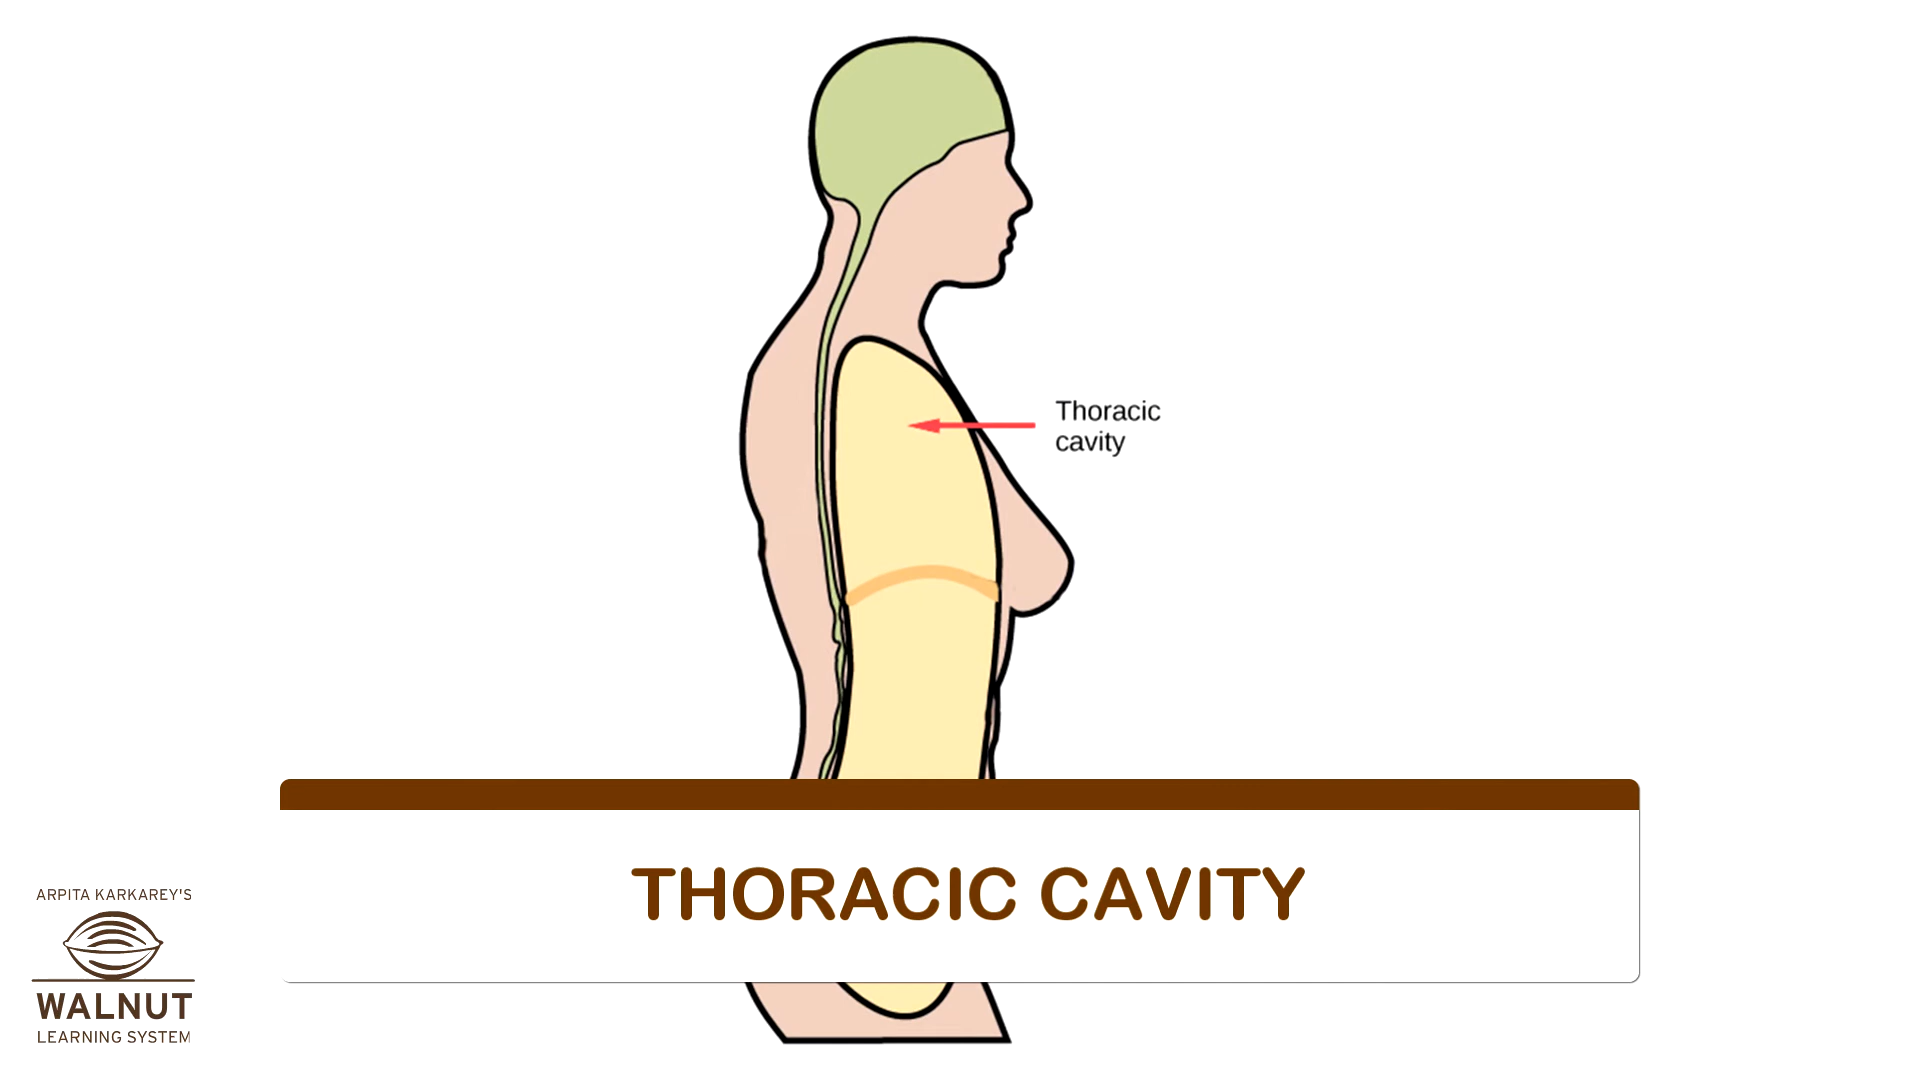 Thoracic
cavity
THORACIC CAVITY
ARPITA KARKAREY'S
WALNUT
LEARNING SYSTEM